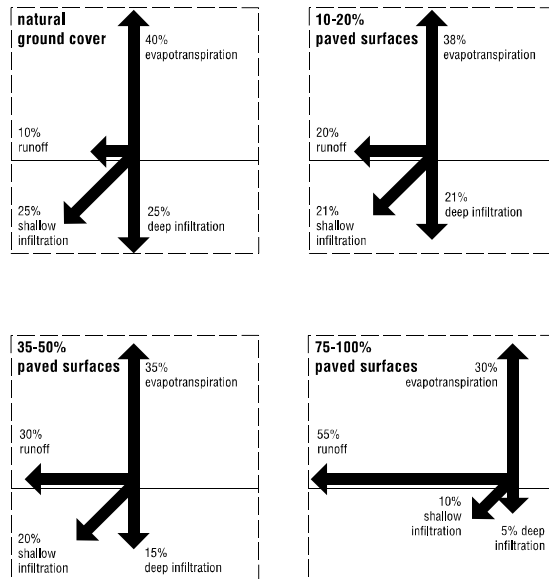 natural
ground cover
40%
evapotranspiration
10%
runoff
25%
shallow
infiltration
25%
deep infiltration
10-20%
paved surfaces
38%
evapotranspiration
20%
runoff
21%
shallow
infiltration
21%
deep infiltration
35-50%
paved surfaces
35%
evapotranspiration
30%
runoff
20%
shallow
infiltration
15%
deep infiltration
75-100%
paved surfaces
30%
evapotranspiration
55%
runoff
10%
shallow
infiltration
5% deep
infiltration